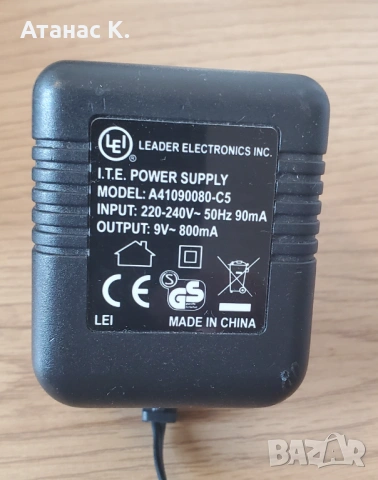 Атанас К.
LEI LEADER ELECTRONICS INC.
I.T.E. POWER SUPPLY
MODEL: A41090080-C5
INPUT: 220-240V~ 50Hz 90mA
OUTPUT: 9V~ 800mA
CE GS
LEI MADE IN CHINA
BAZAR